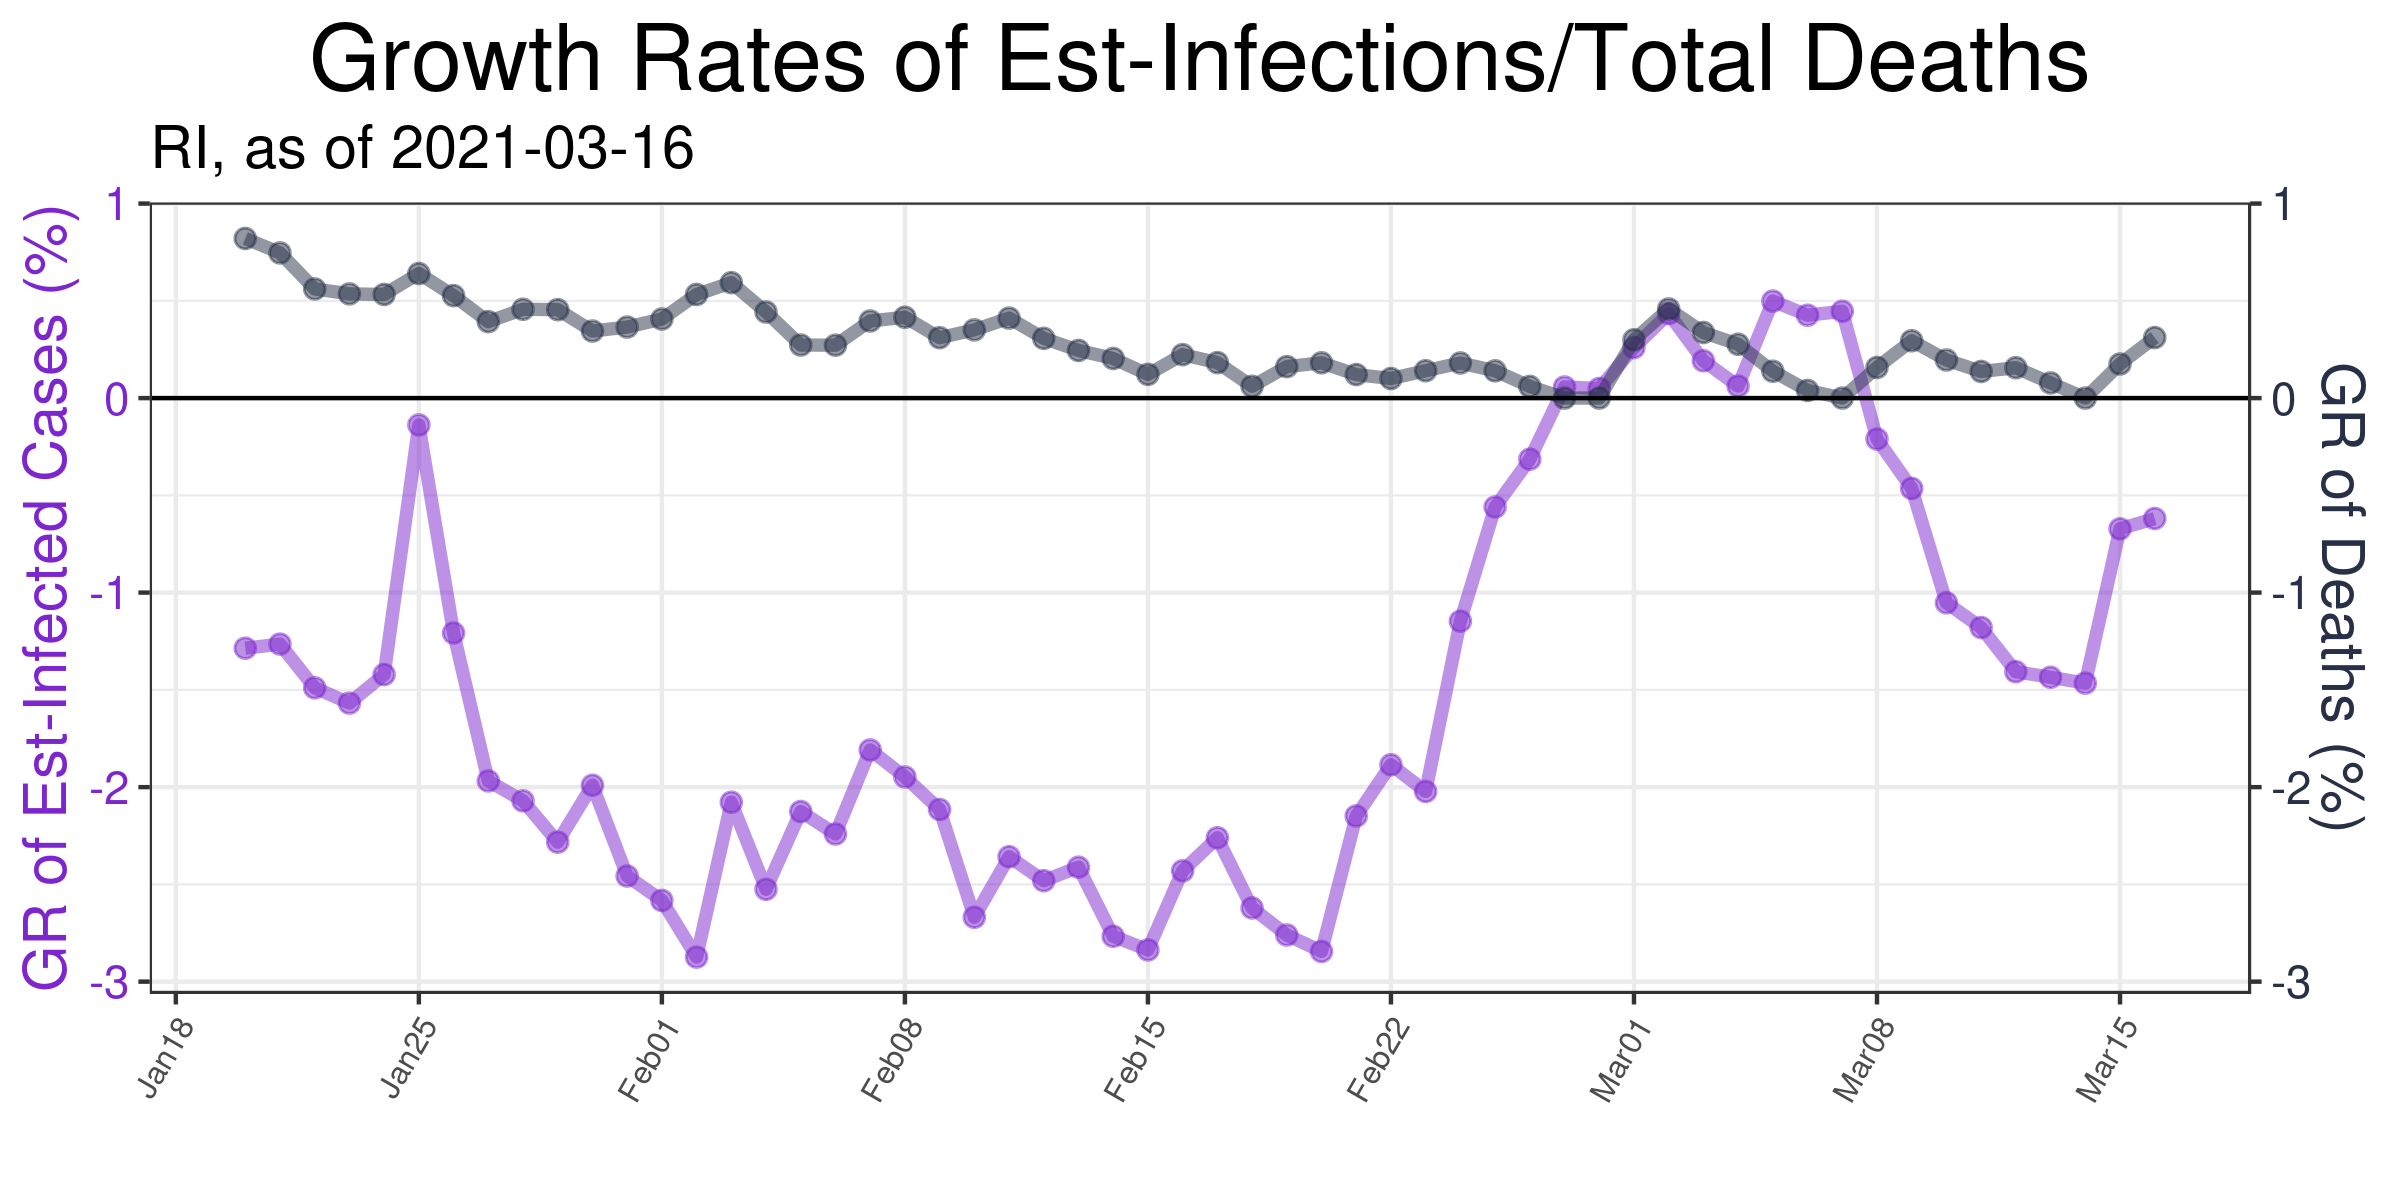 Growth Rates of Est-Infections/Total Deaths
RI, as of 2021-03-16
GR of Est-Infected Cases (%)
1
0
-1
-2
-3
1
0
-1
-2
-3
GR of Deaths (%)
Jan18
Jan25
Feb01
Feb08
Feb15
Feb22
Mar01
Mar08
Mar15